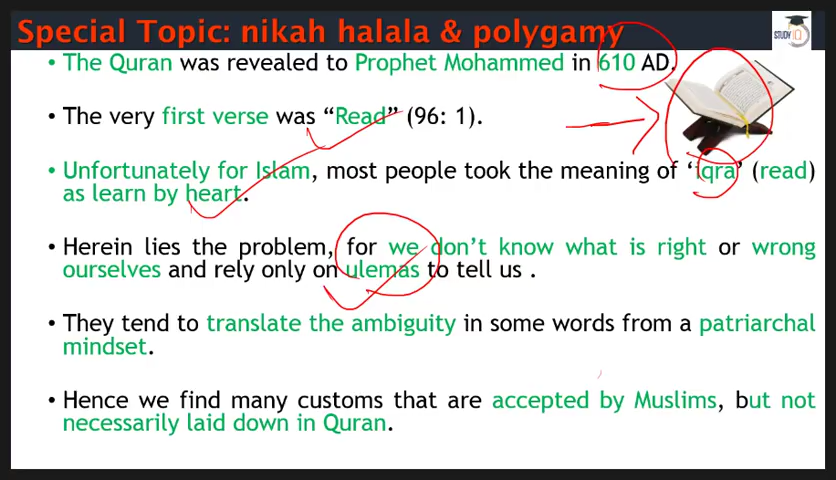 Special Topic: nikah halala & polygamy
STUDY IQ
• The Quran was revealed to Prophet Mohammed in 610 AD.
• The very first verse was “Read” (96: 1).
• Unfortunately for Islam, most people took the meaning of ‘iqra’ (read)
as learn by heart.
• Herein lies the problem, for we don’t know what is right or wrong
ourselves and rely only on ulemas to tell us .
• They tend to translate the ambiguity in some words from a patriarchal
mindset.
• Hence we find many customs that are accepted by Muslims, but not
necessarily laid down in Quran.